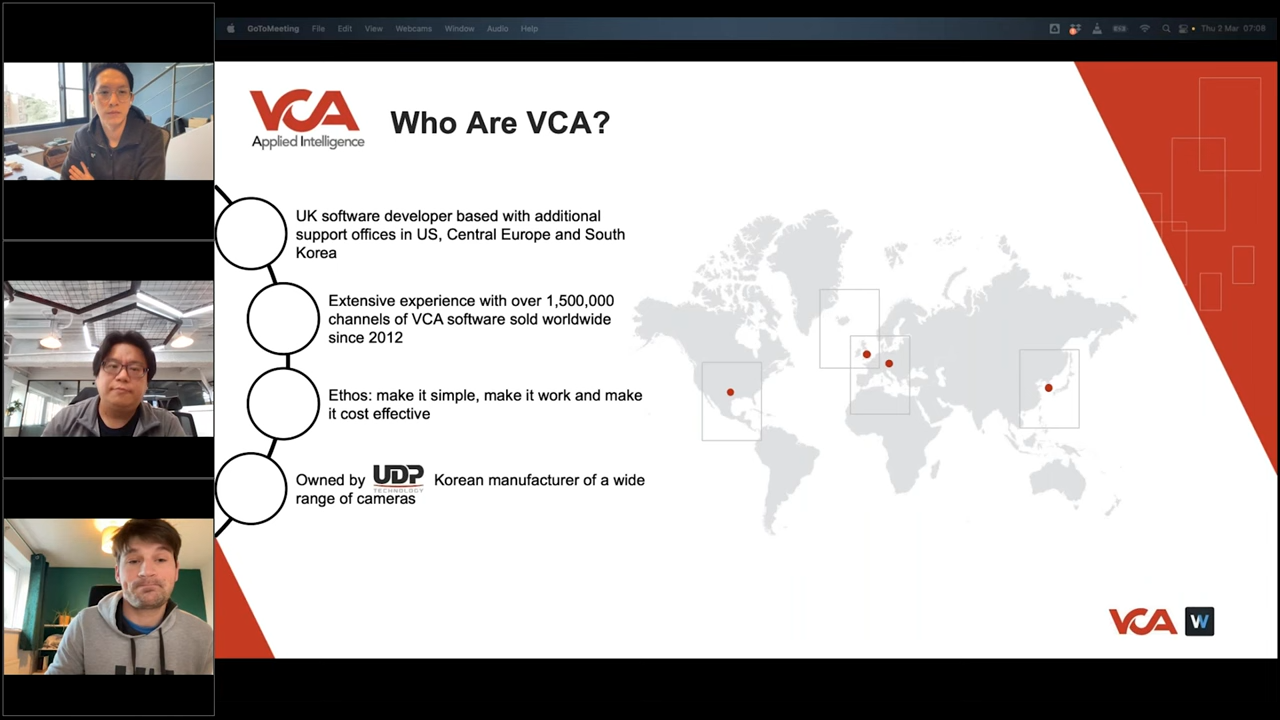 GoToMeeting File Edit View Webcams Window Audio Help Thu 2 Mar 07:08
VCA
Applied Intelligence
Who Are VCA?
UK software developer based with additional
support offices in US, Central Europe and South
Korea
Extensive experience with over 1,500,000
channels of VCA software sold worldwide
since 2012
Ethos: make it simple, make it work and make
it cost effective
Owned by UDP TECHNOLOGY Korean manufacturer of a wide
range of cameras
VCA W